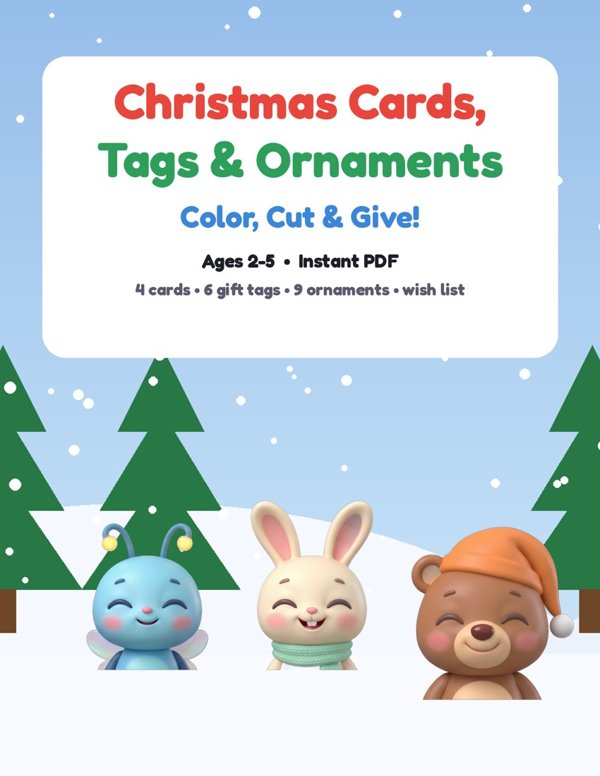 Christmas Cards,
Tags & Ornaments
Color, Cut & Give!
Ages 2-5 • Instant PDF
4 cards • 6 gift tags • 9 ornaments • wish list